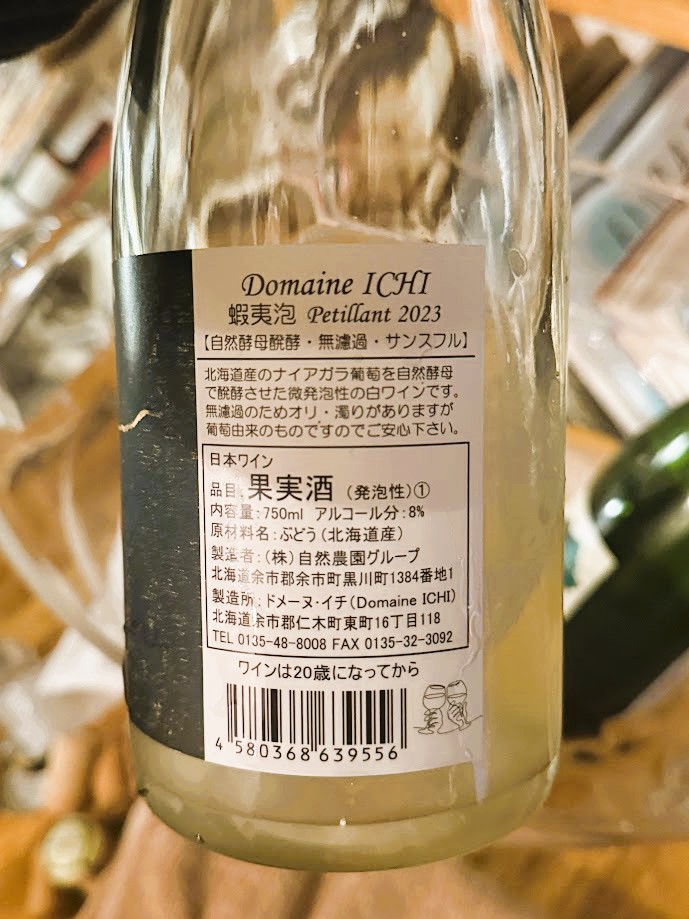 Domaine ICHI
蝦夷泡 Petillant 2023
【自然酵母醗酵・無濾過・サンスフル】
北海道産のナイアガラ葡萄を自然酵母
で醗酵させた微発泡性の白ワインです。
無濾過のためオリ・濁りがありますが
葡萄由来のものですのでご安心下さい。
日本ワイン
品目:果実酒（発泡性）①
内容量:750ml アルコール分:8%
原材料名:ぶどう(北海道産)
製造者:(株)自然農園グループ
北海道余市郡余市町黒川町1384番地1
製造所:ドメーヌ・イチ(Domaine ICHI)
北海道余市郡仁木町東町16丁目118
TEL 0135-48-8008 FAX 0135-32-3092
ワインは20歳になってから
4 580368 639556